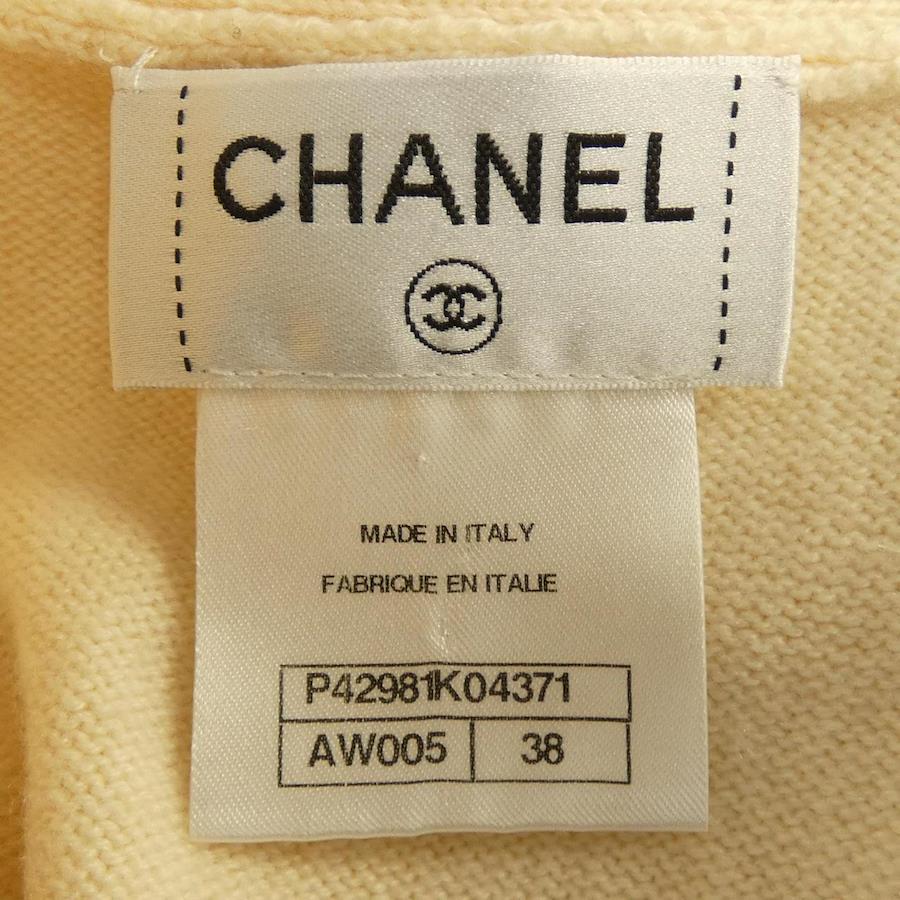 CHANEL
MADE IN ITALY
FABRIQUE EN ITALIE
P42981K04371
AW005 38